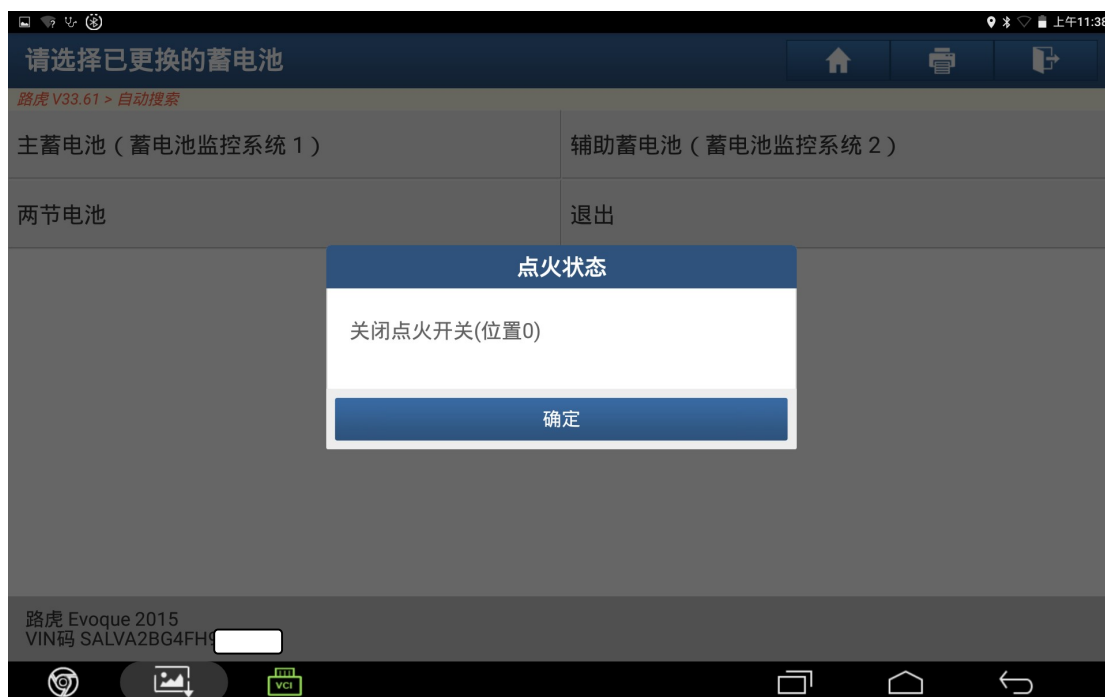 上午11:38
请选择已更换的蓄电池
路虎 V33.61 > 自动搜索
主蓄电池（蓄电池监控系统 1）
辅助蓄电池（蓄电池监控系统 2）
两节电池
退出
点火状态
关闭点火开关(位置0)
确定
路虎 Evoque 2015
VIN码 SALVA2BG4FH9
VCI